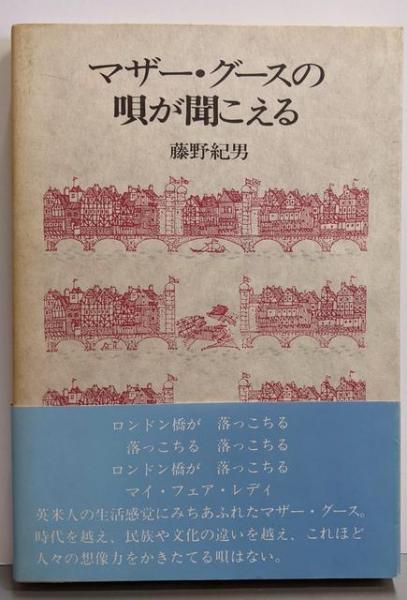 マザー・グースの
唄が聞こえる
藤野紀男
ロンドン橋が 落っこちる
落っこちる 落っこちる
ロンドン橋が 落っこちる
マイ・フェア・レディ
英米人の生活感覚にみちあふれたマザー・グース。
時代を越え、民族や文化の違いを越え、これほど
人々の想像力をかきたてる唄はない。